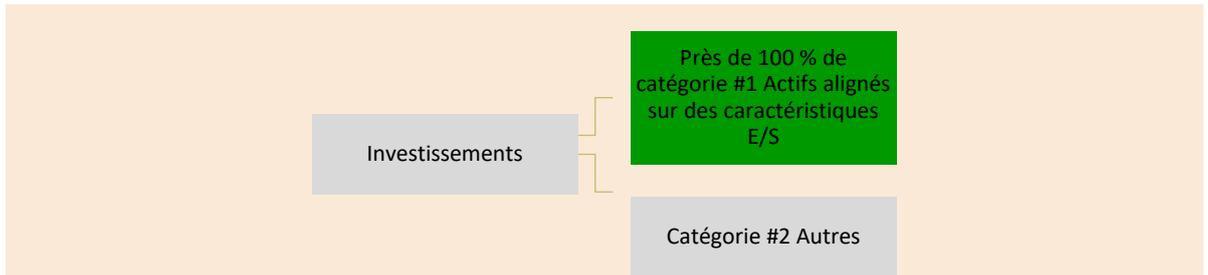 Investissements
Près de 100 % de
catégorie #1 Actifs alignés
sur des caractéristiques
E/S
Catégorie #2 Autres